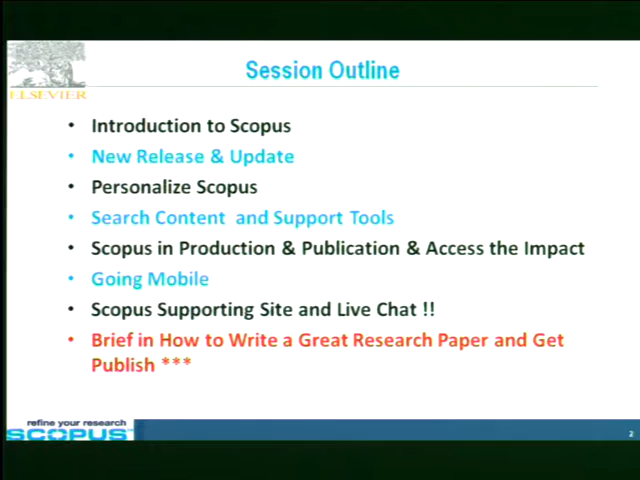 ELSEVIER
Session Outline
• Introduction to Scopus
• New Release & Update
• Personalize Scopus
• Search Content and Support Tools
• Scopus in Production & Publication & Access the Impact
• Going Mobile
• Scopus Supporting Site and Live Chat !!
• Brief in How to Write a Great Research Paper and Get
Publish ***
refine your research
SCOPUS
2